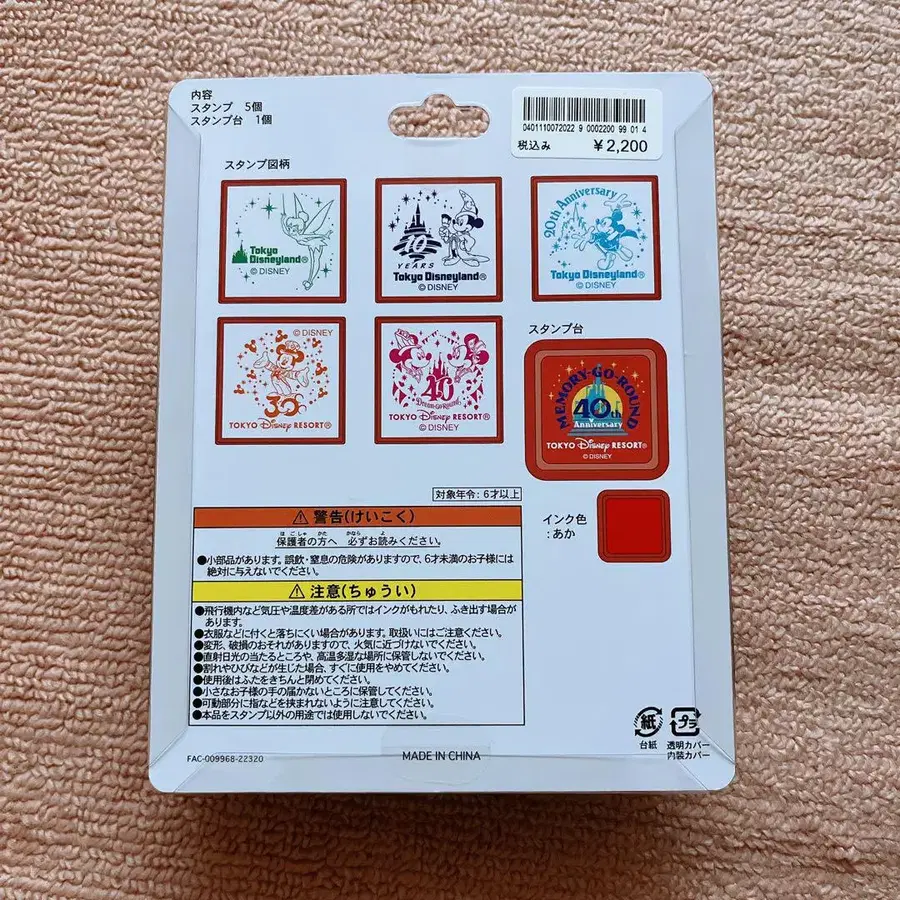 内容
スタンプ 5個
スタンプ台 1個
0401110072022 9 0002200 99 01 4
税込み ¥2,200
スタンプ図柄
Tokyo
Disneyland®
© DISNEY
10
YEARS
Tokyo Disneyland®
© DISNEY
20th Anniversary
Tokyo Disneyland®
© DISNEY
© DISNEY
30
TOKYO Disney RESORT®
40
Dream-Go-Round
TOKYO Disney RESORT®
© DISNEY
スタンプ台
MEMORY-GO-ROUND
40th
Anniversary
TOKYO Disney RESORT®
© DISNEY
インク色
:あか
対象年令:6才以上
⚠ 警告(けいこく)
保護者の方へ 必ずお読みください。
●小部品があります。誤飲・窒息の危険がありますので、6才未満のお子様には
絶対に与えないでください。
⚠ 注意(ちゅうい)
●飛行機内など気圧や温度差がある所ではインクがもれたり、ふき出す場合が
あります。
●衣服などに付くと落ちにくい場合があります。取扱いにはご注意ください。
●変形、破損のおそれがありますので、火気に近づけないでください。
●直射日光の当たるところや、高温多湿な場所に保管しないでください。
●割れやひびなどが生じた場合、すぐに使用をやめてください。
●使用後はふたをきちんと閉めてください。
●小さなお子様の手の届かないところに保管してください。
●可動部分に指などを挟まれないように注意してください。
●本品をスタンプ以外の用途では使用しないでください。
紙
台紙
プラ
透明カバー
内装カバー
FAC-009968-22320
MADE IN CHINA